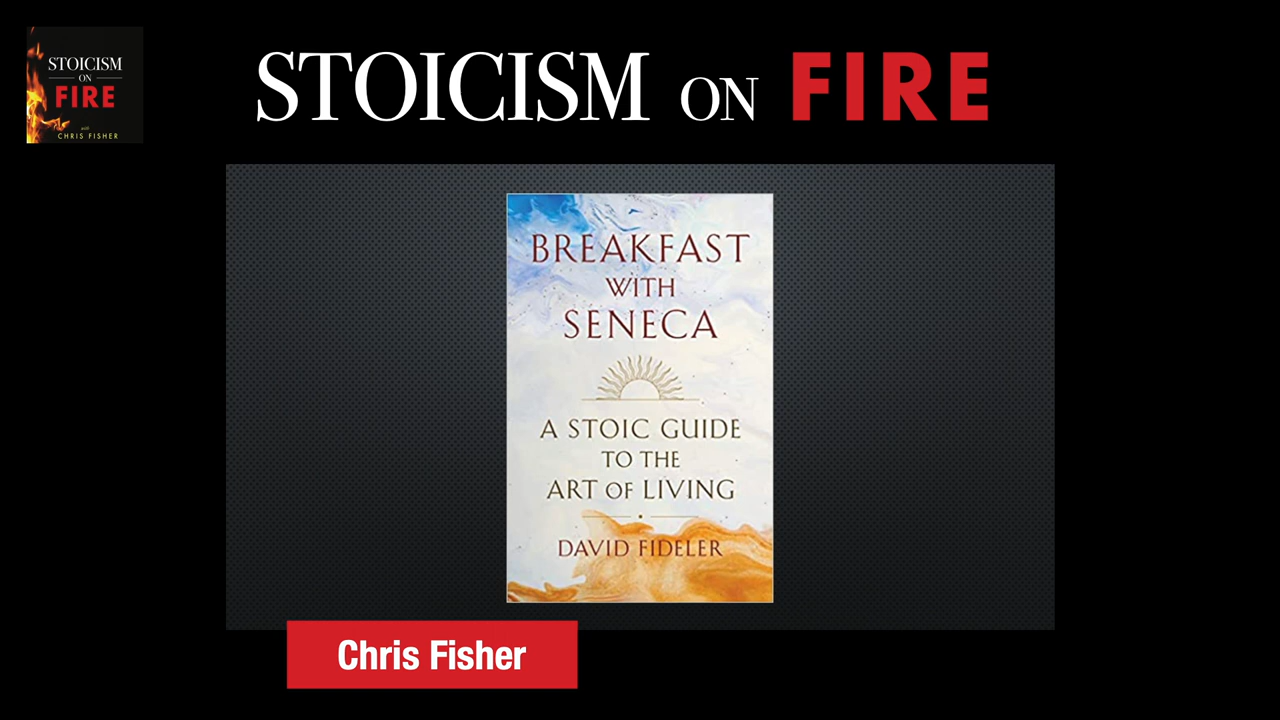 STOICISM
ON
FIRE
with
CHRIS FISHER
STOICISM ON FIRE
BREAKFAST
WITH
SENECA
A STOIC GUIDE
TO THE
ART OF LIVING
DAVID FIDELER
Chris Fisher